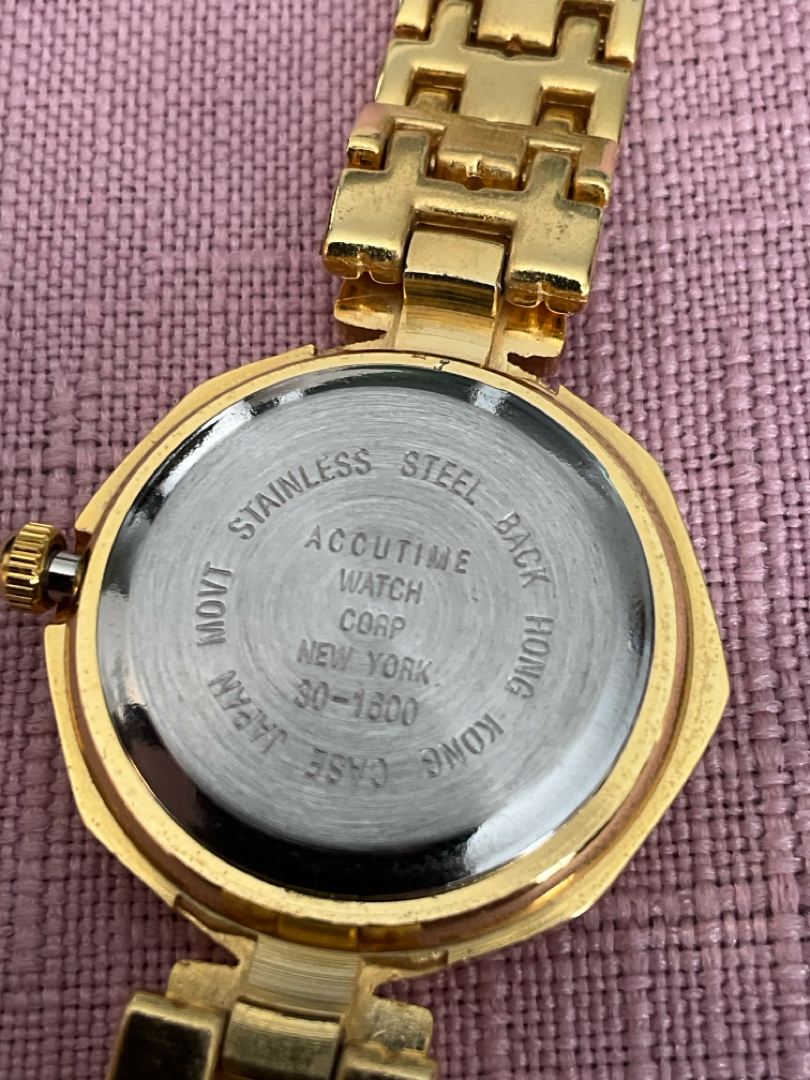 STAINLESS STEEL BACK HONG KONG CASE JAPAN MOVT
ACCUTIME
WATCH
CORP
NEW YORK
30-1600